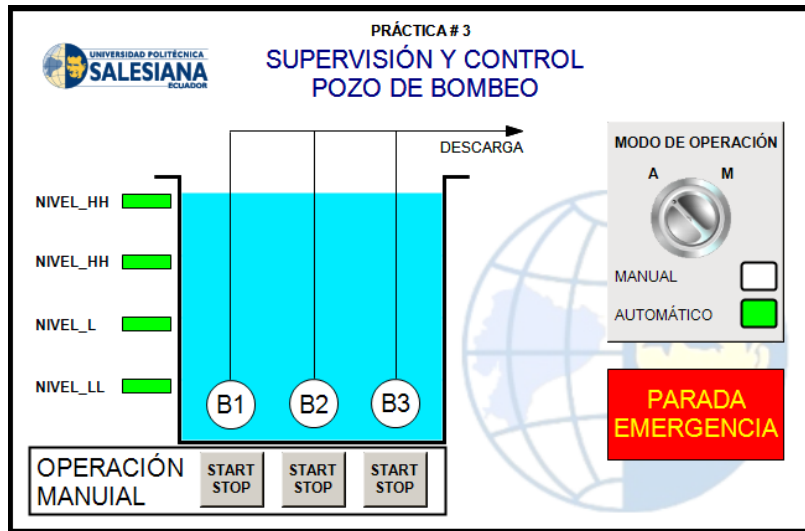 PRÁCTICA # 3
UNIVERSIDAD POLITÉCNICA
SALESIANA
ECUADOR
SUPERVISIÓN Y CONTROL
POZO DE BOMBEO
DESCARGA
MODO DE OPERACIÓN
A M
NIVEL_HH
NIVEL_HH
NIVEL_L
NIVEL_LL
MANUAL
AUTOMÁTICO
B1 B2 B3
PARADA
EMERGENCIA
OPERACIÓN
MANUIAL
START
STOP
START
STOP
START
STOP